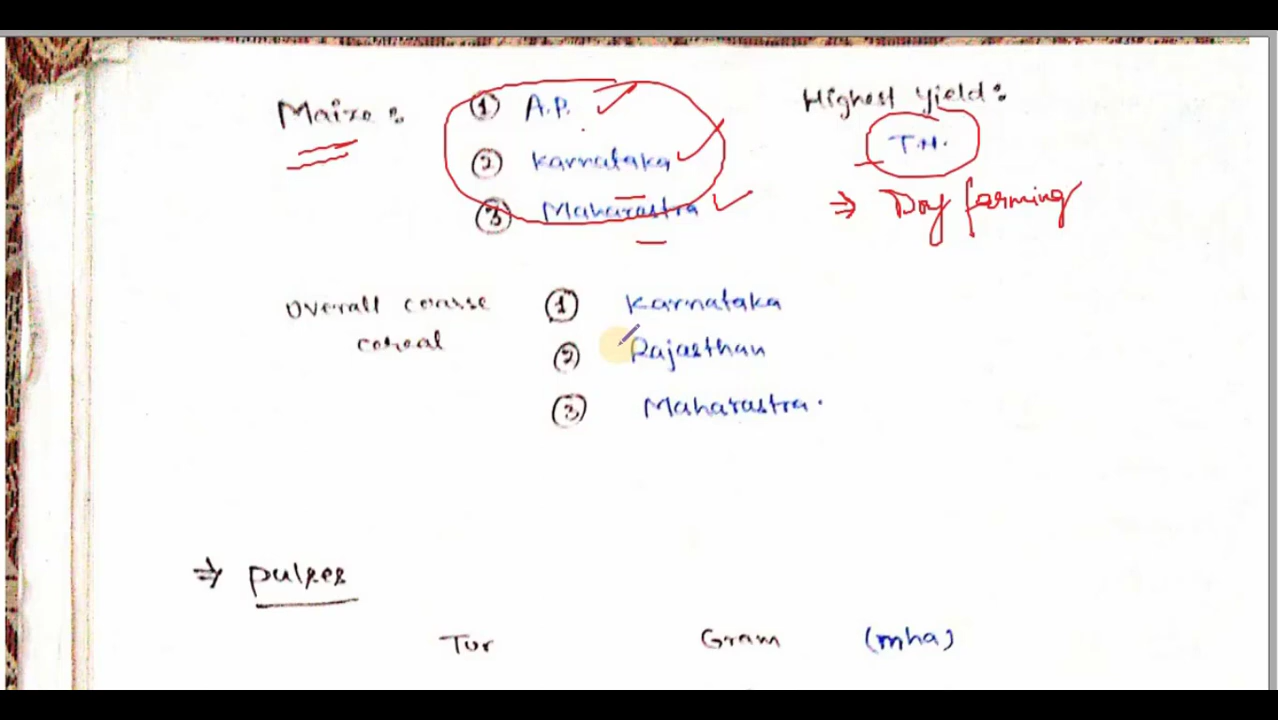 Maize : ① A.P. Highest yield :
② Karnataka T.N.
③ Maharastra ⇒ Dry farming
Overall coarse ① Karnataka
cereal ② Rajasthan
③ Maharastra.
⇒ pulses
Tur Gram (mha)